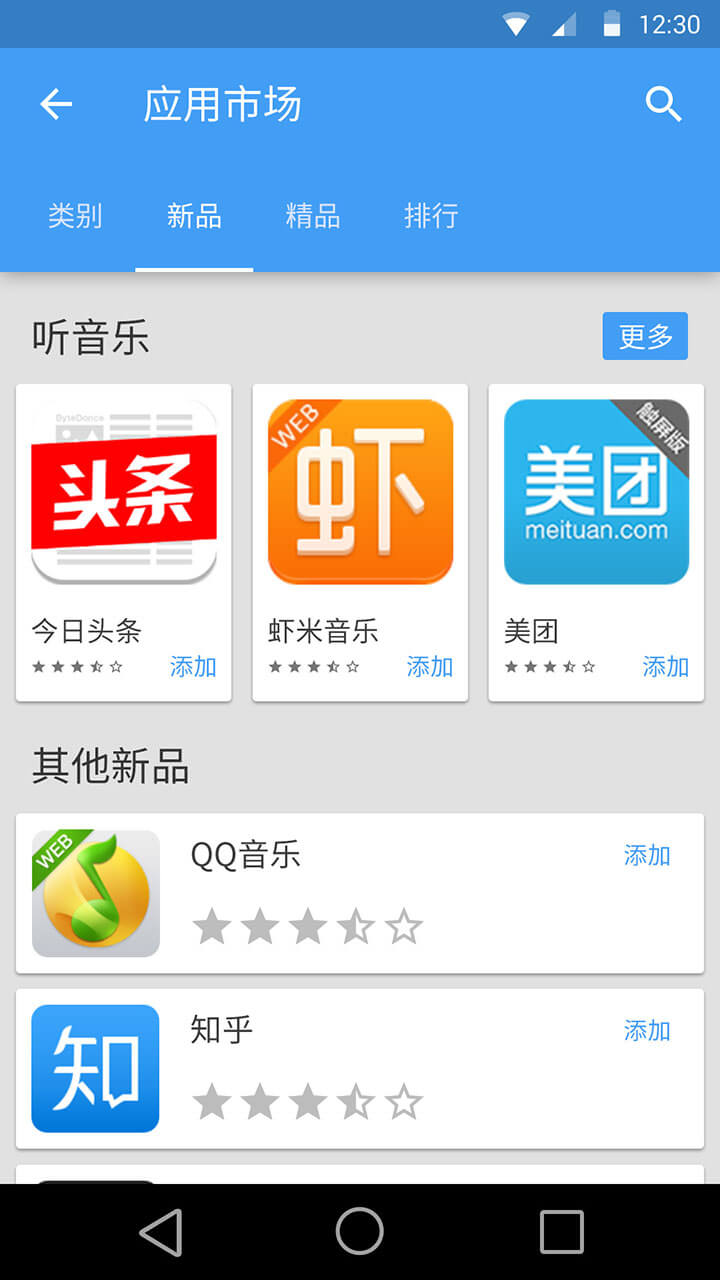 12:30
应用市场
类别 新品 精品 排行
听音乐 更多
ByteDance
头条
WEB
虾
触屏版
美团
meituan.com
今日头条 虾米音乐 美团
添加 添加 添加
其他新品
WEB
QQ音乐 添加
知
知乎 添加